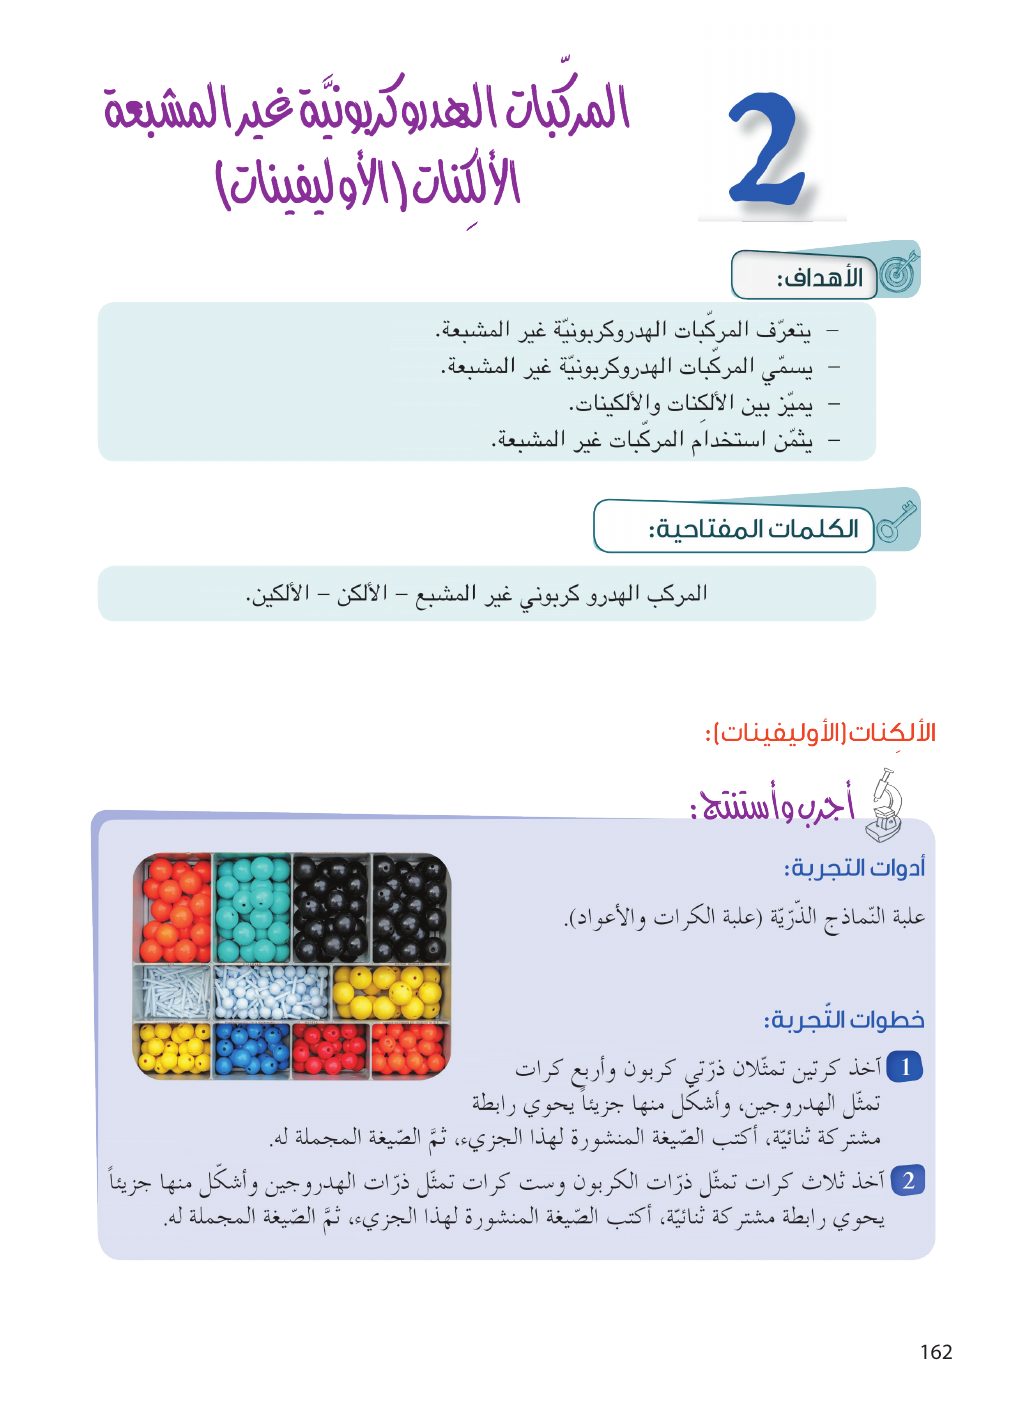 2
المركّبات الهدروكربونيَّة غير المشبعة
الألكِنات (الأوليفينات)
الأهداف:
– يتعرّف المركّبات الهدروكربونيّة غير المشبعة.
– يسمّي المركّبات الهدروكربونيّة غير المشبعة.
– يميّز بين الألكِنات والألكينات.
– يثمّن استخدام المركّبات غير المشبعة.
الكلمات المفتاحية:
المركب الهدرو كربوني غير المشبع – الألكن – الألكين.
الألكِنات (الأوليفينات):
أجرب وأستنتج:
أدوات التجربة:
علبة النّماذج الذّرّيّة (علبة الكرات والأعواد).
خطوات التّجربة:
1 آخذ كرتين تمثّلان ذرّتي كربون وأربع كرات
تمثّل الهدروجين، وأشكّل منها جزيئاً يحوي رابطة
مشتركة ثنائيّة، أكتب الصّيغة المنشورة لهذا الجزيء، ثمَّ الصّيغة المجملة له.
2 آخذ ثلاث كرات تمثّل ذرّات الكربون وست كرات تمثّل ذرّات الهدروجين وأشكّل منها جزيئاً
يحوي رابطة مشتركة ثنائيّة، أكتب الصّيغة المنشورة لهذا الجزيء، ثمَّ الصّيغة المجملة له.
162